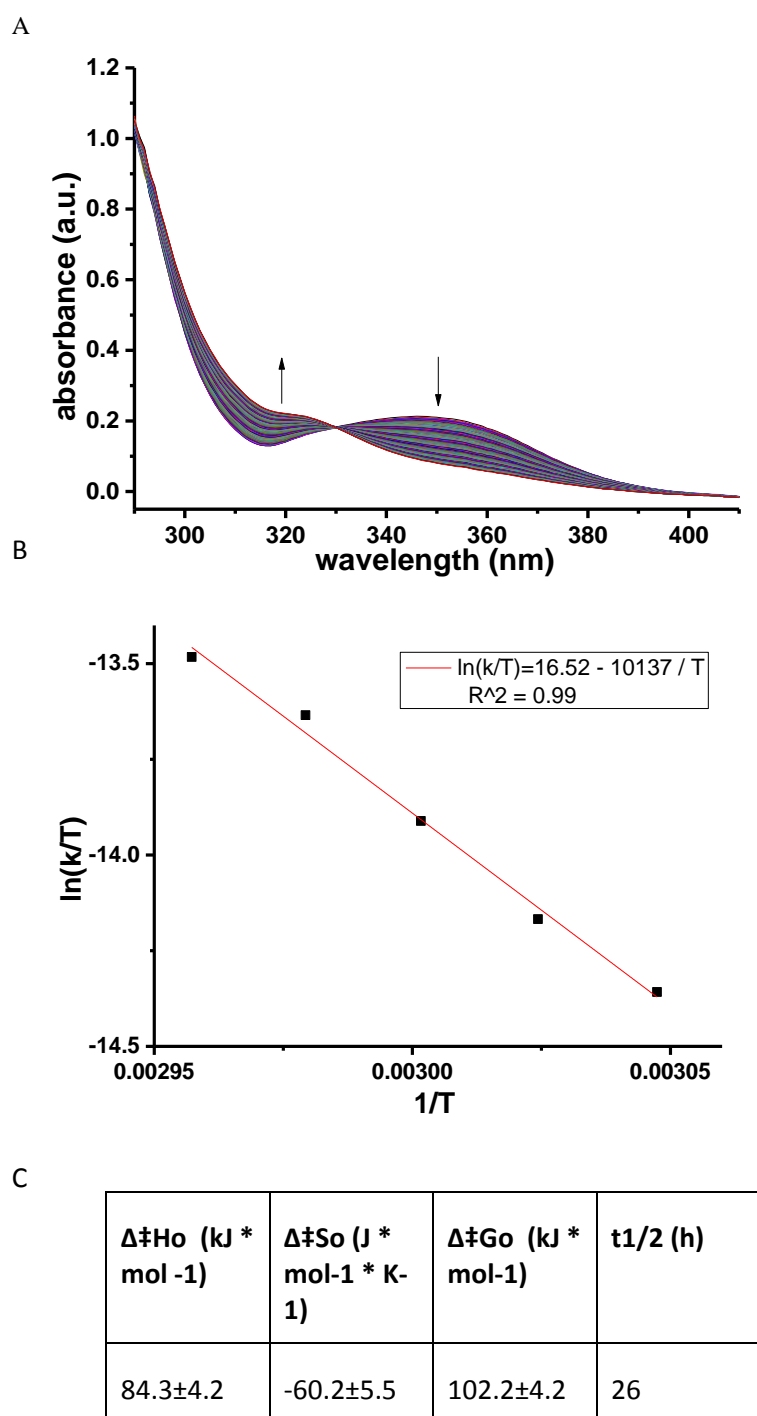 A
1.2
1.0
0.8
0.6
0.4
0.2
0.0
absorbance (a.u.)
300 320 340 360 380 400
wavelength (nm)
B
-13.5
-14.0
-14.5
ln(k/T)
ln(k/T)=16.52 - 10137 / T
R^2 = 0.99
0.00295 0.00300 0.00305
1/T
C
Δ‡Ho (kJ *
mol -1)
Δ‡So (J *
mol-1 * K-
1)
Δ‡Go (kJ *
mol-1)
t1/2 (h)
84.3±4.2
-60.2±5.5
102.2±4.2
26